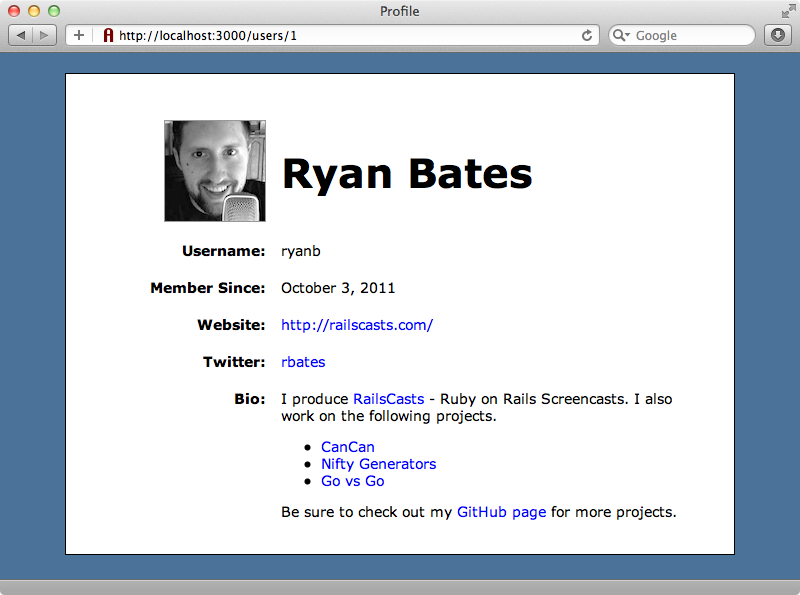 Profile
http://localhost:3000/users/1
Google
Ryan Bates
Username: ryanb
Member Since: October 3, 2011
Website: http://railscasts.com/
Twitter: rbates
Bio: I produce RailsCasts - Ruby on Rails Screencasts. I also
work on the following projects.
• CanCan
• Nifty Generators
• Go vs Go
Be sure to check out my GitHub page for more projects.